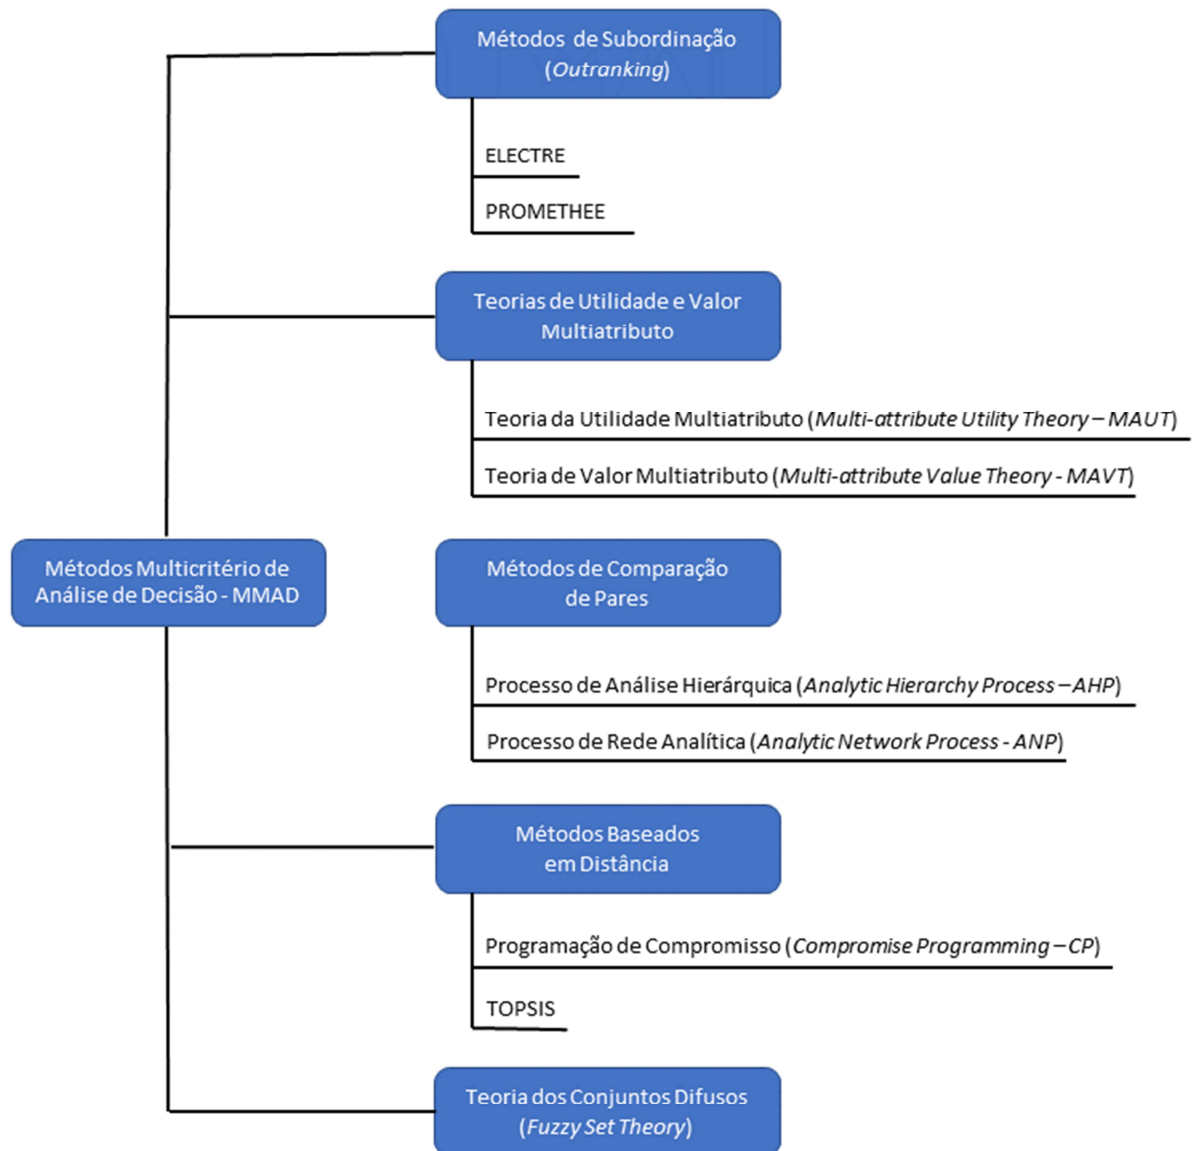 Métodos de Subordinação
(Outranking)
ELECTRE
PROMETHEE
Teorias de Utilidade e Valor
Multiatributo
Teoria da Utilidade Multiatributo (Multi-attribute Utility Theory – MAUT)
Teoria de Valor Multiatributo (Multi-attribute Value Theory - MAVT)
Métodos Multicritério de
Análise de Decisão - MMAD
Métodos de Comparação
de Pares
Processo de Análise Hierárquica (Analytic Hierarchy Process – AHP)
Processo de Rede Analítica (Analytic Network Process - ANP)
Métodos Baseados
em Distância
Programação de Compromisso (Compromise Programming – CP)
TOPSIS
Teoria dos Conjuntos Difusos
(Fuzzy Set Theory)